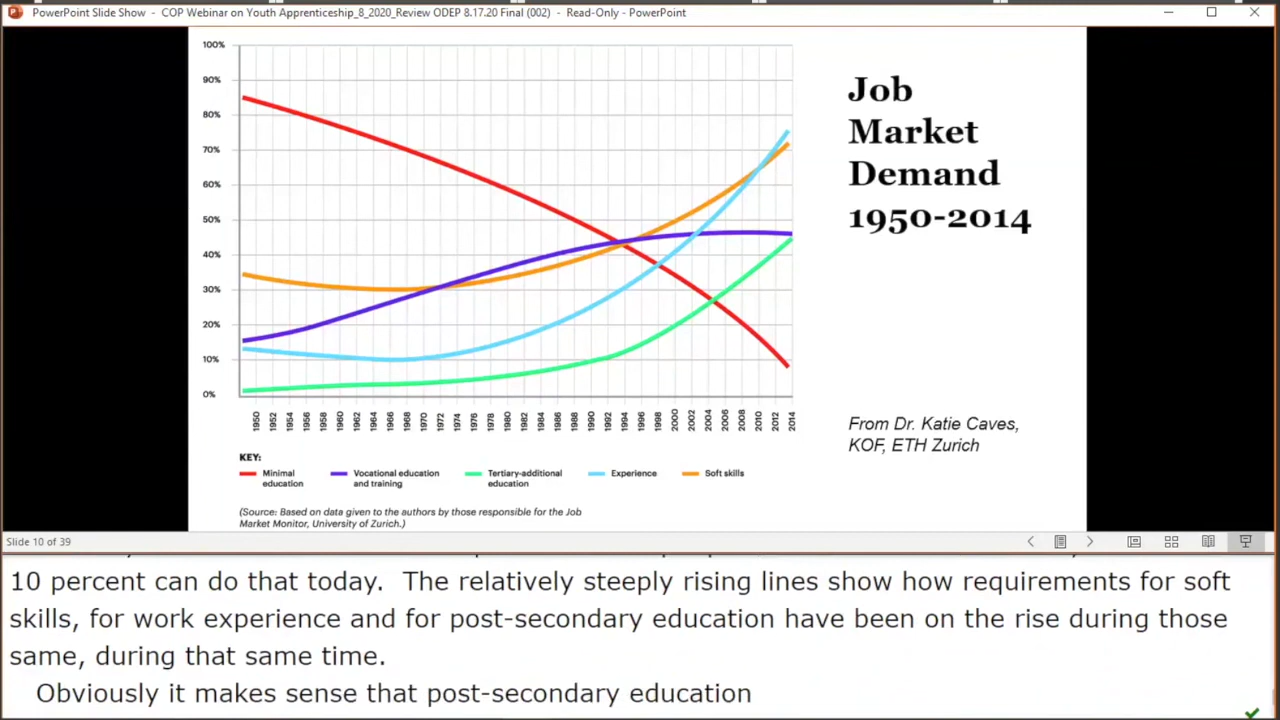 PowerPoint Slide Show - COP Webinar on Youth Apprenticeship_8_2020_Review ODEP 8.17.20 Final (002) - Read-Only - PowerPoint
100%
90%
80%
70%
60%
50%
40%
30%
20%
10%
0%
1950 1952 1954 1956 1958 1960 1962 1964 1966 1968 1970 1972 1974 1976 1978 1980 1982 1984 1986 1988 1990 1992 1994 1996 1998 2000 2002 2004 2006 2008 2010 2012 2014
KEY:
Minimal
education
Vocational education
and training
Tertiary-additional
education
Experience
Soft skills
(Source: Based on data given to the authors by those responsible for the Job
Market Monitor, University of Zurich.)
Job
Market
Demand
1950-2014
From Dr. Katie Caves,
KOF, ETH Zurich
Slide 10 of 39
10 percent can do that today.  The relatively steeply rising lines show how requirements for soft
skills, for work experience and for post-secondary education have been on the rise during those
same, during that same time.
Obviously it makes sense that post-secondary education